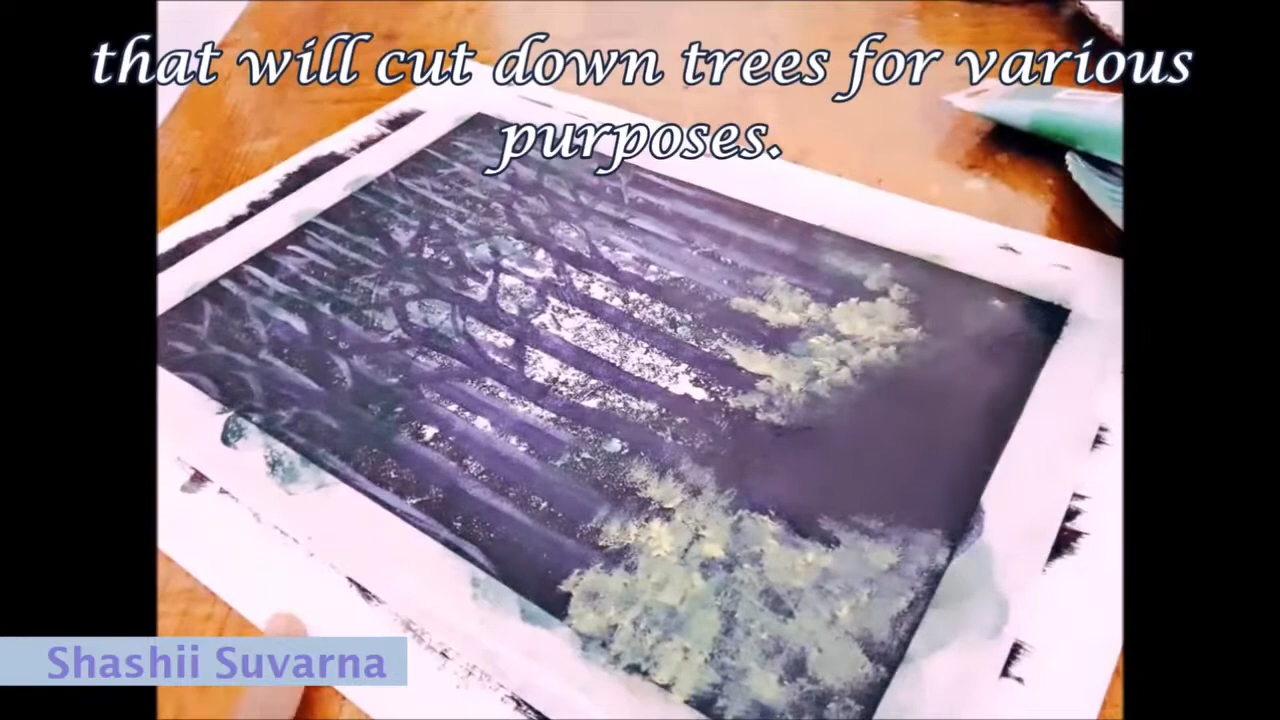 that will cut down trees for various
purposes.
Shashii Suvarna